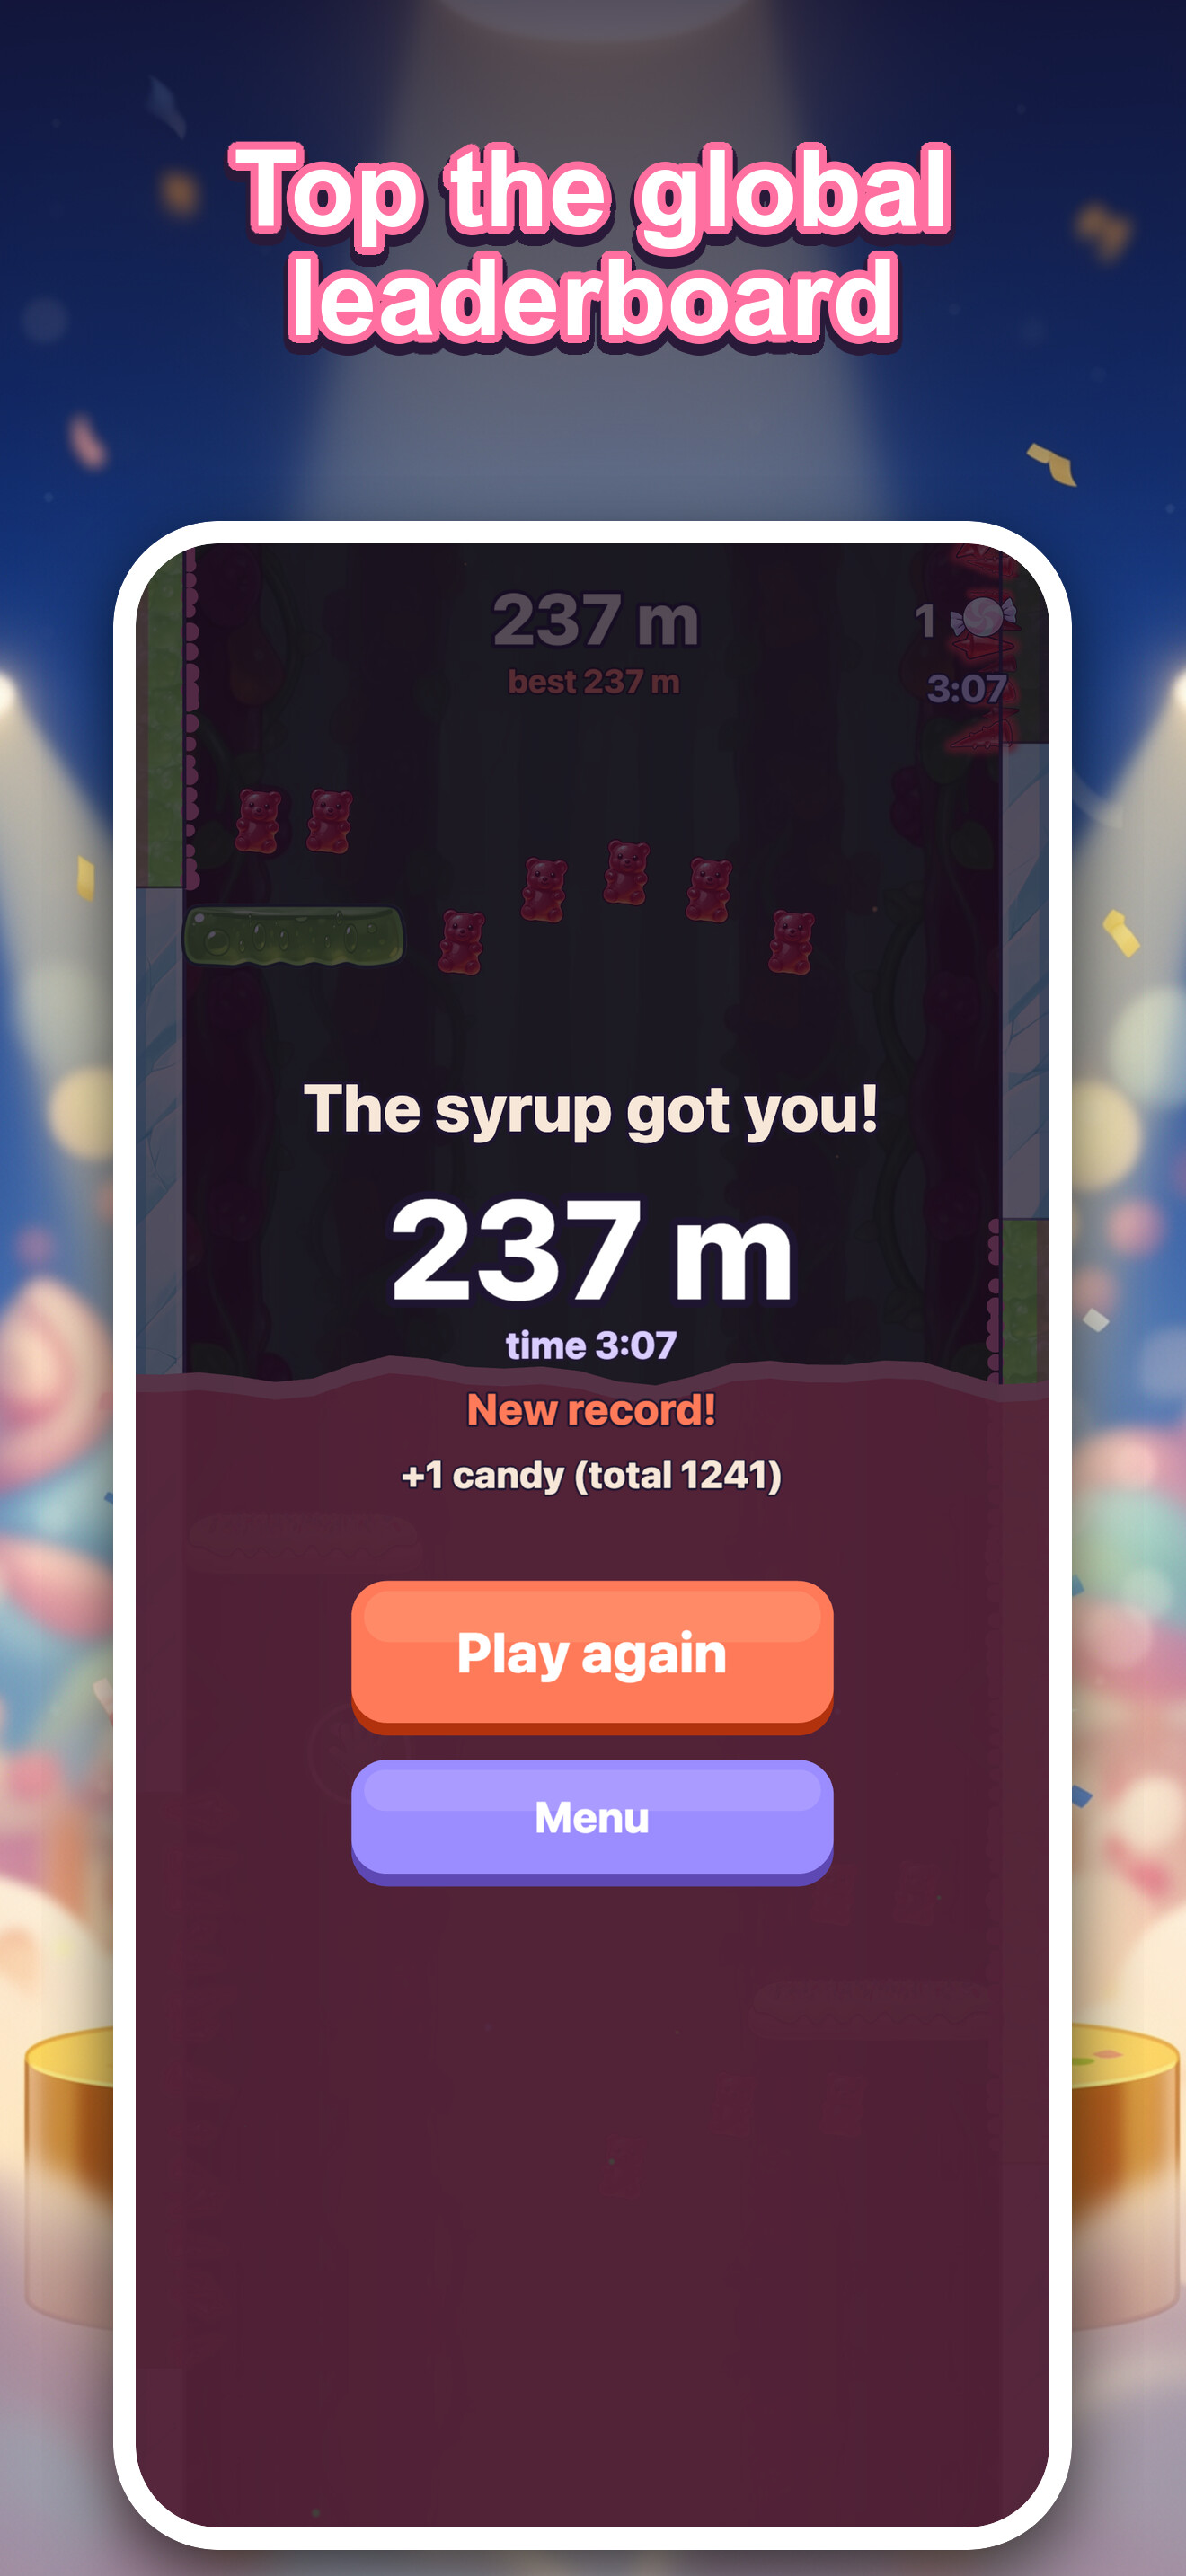 Top the global
leaderboard
237 m
1
best 237 m
3:07
The syrup got you!
237 m
time 3:07
New record!
+1 candy (total 1241)
Play again
Menu